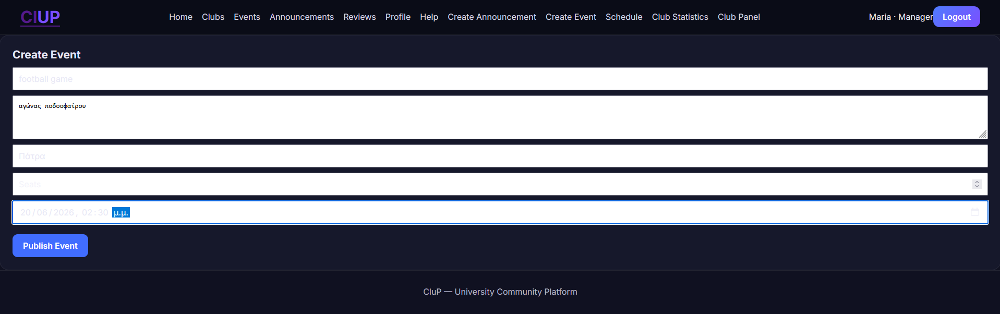 CIUP
Home Clubs Events Announcements Reviews Profile Help Create Announcement Create Event Schedule Club Statistics Club Panel
Maria · Manager Logout
Create Event
football game
αγώνας ποδοσφαίρου
Πάτρα
Seats
20/06/2026, 02:30 μ.μ.
Publish Event
CluP — University Community Platform